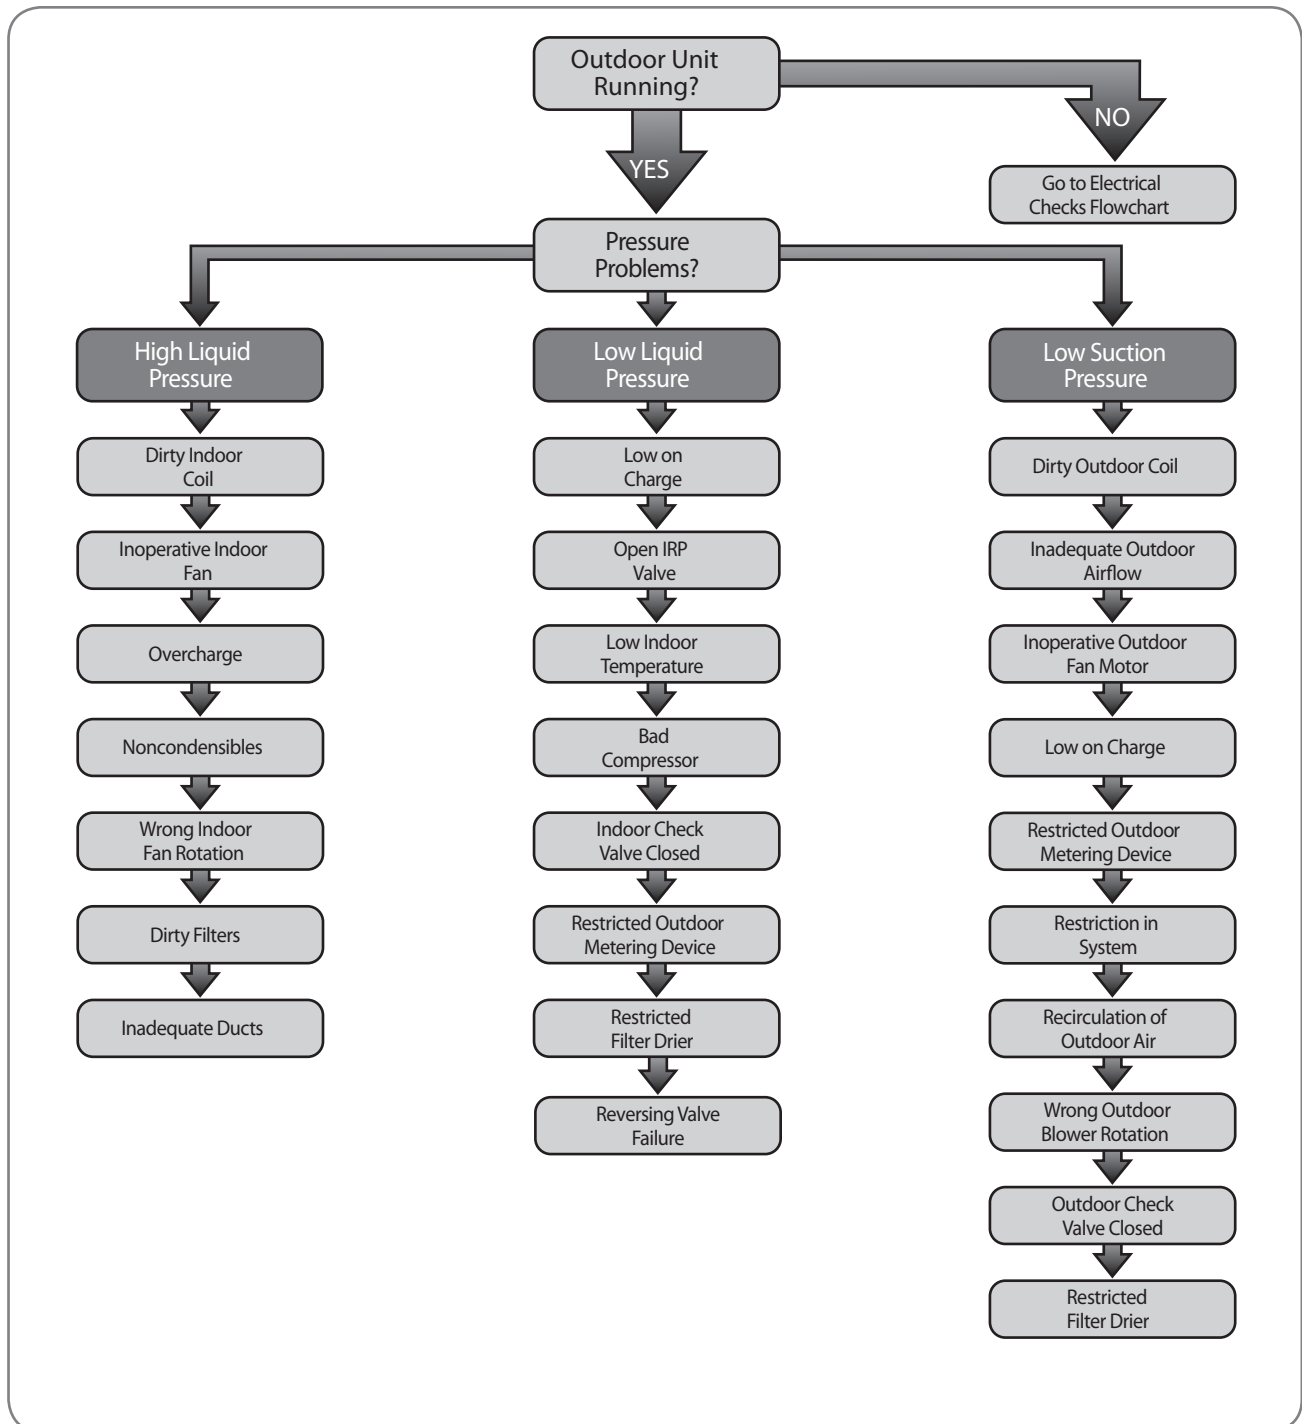 Outdoor Unit
Running?
NO
YES
Go to Electrical
Checks Flowchart
Pressure
Problems?
High Liquid
Pressure
Dirty Indoor
Coil
Inoperative Indoor
Fan
Overcharge
Noncondensibles
Wrong Indoor
Fan Rotation
Dirty Filters
Inadequate Ducts
Low Liquid
Pressure
Low on
Charge
Open IRP
Valve
Low Indoor
Temperature
Bad
Compressor
Indoor Check
Valve Closed
Restricted Outdoor
Metering Device
Restricted
Filter Drier
Reversing Valve
Failure
Low Suction
Pressure
Dirty Outdoor Coil
Inadequate Outdoor
Airflow
Inoperative Outdoor
Fan Motor
Low on Charge
Restricted Outdoor
Metering Device
Restriction in
System
Recirculation of
Outdoor Air
Wrong Outdoor
Blower Rotation
Outdoor Check
Valve Closed
Restricted
Filter Drier